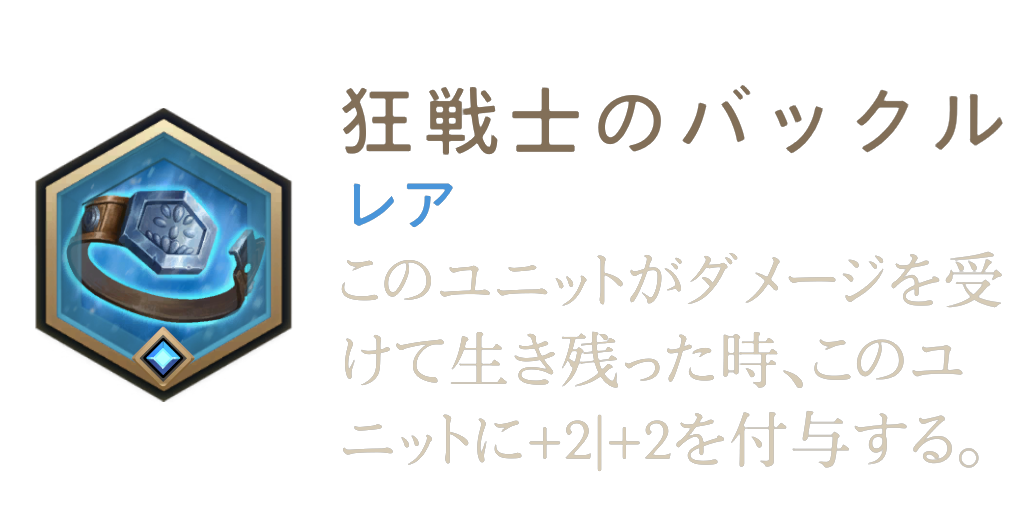 狂戦士のバックル
レア
このユニットがダメージを受
けて生き残った時、このユ
ニットに+2|+2を付与する。